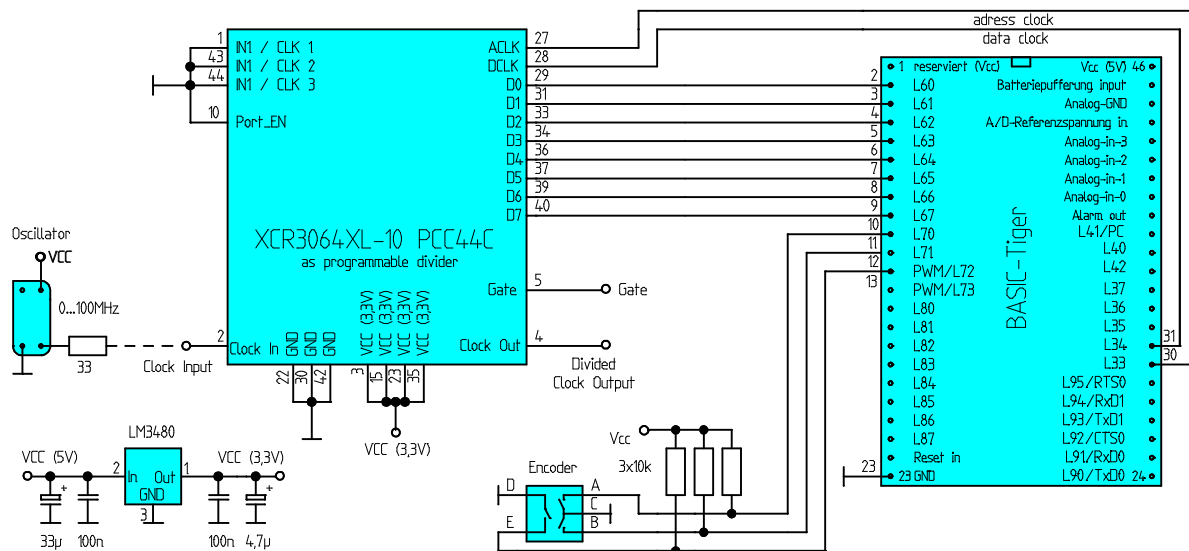 adress clock
data clock
1 IN1 / CLK 1
43 IN1 / CLK 2
44 IN1 / CLK 3
10 Port_EN
ACLK 27
DCLK 28
D0 29
D1 31
D2 33
D3 34
D4 36
D5 37
D6 39
D7 40
XCR3064XL-10 PCC44C
as programmable divider
Gate 5 Gate
Clock Out 4
Divided
Clock Output
2 Clock In
GND GND GND
22 30 42
VCC (3,3V) VCC (3,3V) VCC (3,3V) VCC (3,3V)
3 15 23 35
VCC (3,3V)
Oscillator
VCC
0...100MHz
33
Clock Input
LM3480
VCC (5V)
VCC (3,3V)
2 In
Out 1
GND
3
+
+
33µ
100n
100n
4,7µ
Encoder
D
E
A
C
B
Vcc
3x10k
BASIC-Tiger
1 reserviert (Vcc)
2 L60
3 L61
4 L62
5 L63
6 L64
7 L65
8 L66
9 L67
10 L70
11 L71
12 PWM/L72
13 PWM/L73
L80
L81
L82
L83
L84
L85
L86
L87
Reset in
23 23 GND
Vcc (5V) 46
Batteriepufferung input
Analog-GND
A/D-Referenzspannung in
Analog-in-3
Analog-in-2
Analog-in-1
Analog-in-0
Alarm out
L41/PC
L40
L42
L37
L36
L35
L34 31
L33 30
L95/RTS0
L94/RxD1
L93/TxD1
L92/CTS0
L91/RxD0
L90/TxD0 24